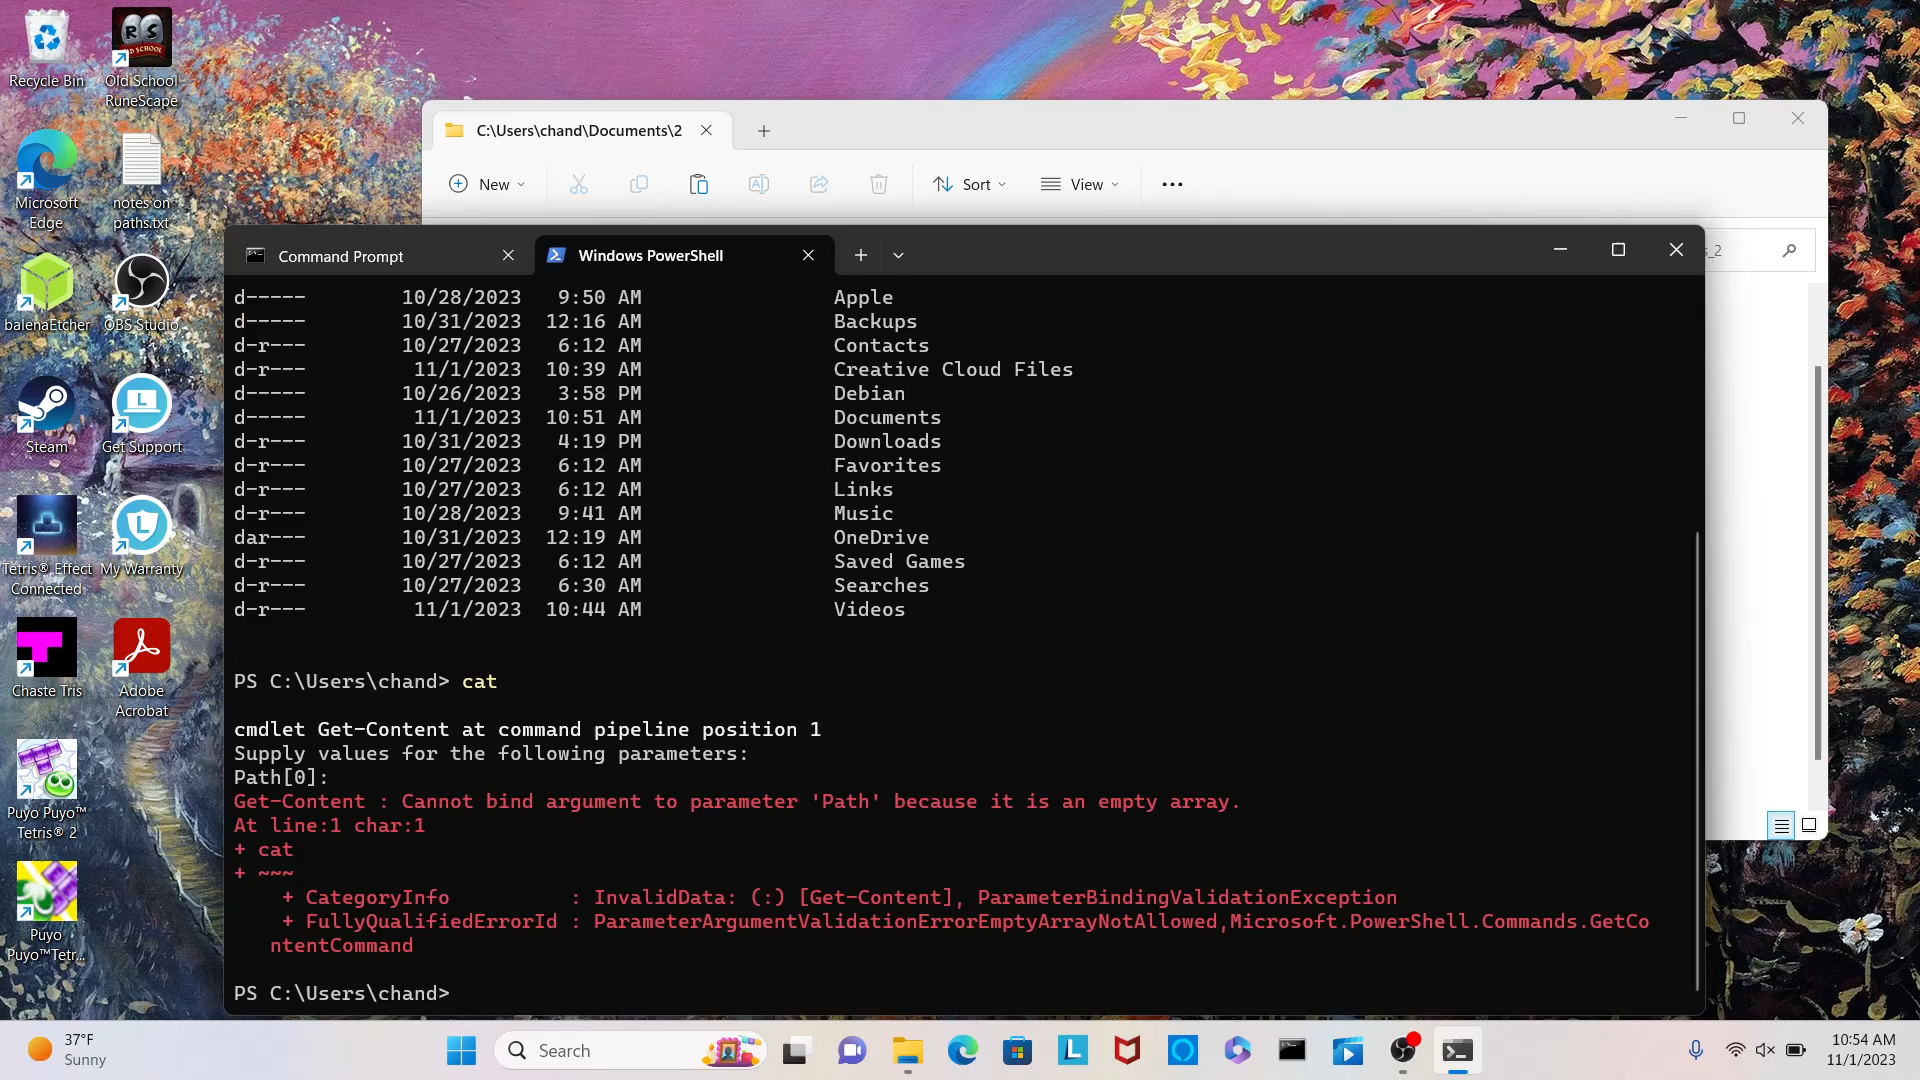 Recycle Bin
Old School
RuneScape
Microsoft
Edge
notes on
paths.txt
balenaEtcher
OBS Studio
Steam
Get Support
Tetris® Effect
Connected
My Warranty
Chaste Tris
Adobe
Acrobat
Puyo Puyo™
Tetris® 2
Puyo
Puyo™Tetr...
C:\Users\chand\Documents\2
New
Sort
View
Command Prompt
Windows PowerShell
d-----        10/28/2023   9:50 AM                Apple
d-----        10/31/2023  12:16 AM                Backups
d-r---        10/27/2023   6:12 AM                Contacts
d-r---         11/1/2023  10:39 AM                Creative Cloud Files
d-----        10/26/2023   3:58 PM                Debian
d-----         11/1/2023  10:51 AM                Documents
d-r---        10/31/2023   4:19 PM                Downloads
d-r---        10/27/2023   6:12 AM                Favorites
d-r---        10/27/2023   6:12 AM                Links
d-r---        10/28/2023   9:41 AM                Music
dar---        10/31/2023  12:19 AM                OneDrive
d-r---        10/27/2023   6:12 AM                Saved Games
d-r---        10/27/2023   6:30 AM                Searches
d-r---         11/1/2023  10:44 AM                Videos
PS C:\Users\chand> cat
cmdlet Get-Content at command pipeline position 1
Supply values for the following parameters:
Path[0]:
Get-Content : Cannot bind argument to parameter 'Path' because it is an empty array.
At line:1 char:1
+ cat
+ ~~~
    + CategoryInfo          : InvalidData: (:) [Get-Content], ParameterBindingValidationException
    + FullyQualifiedErrorId : ParameterArgumentValidationErrorEmptyArrayNotAllowed,Microsoft.PowerShell.Commands.GetCo
   ntentCommand
PS C:\Users\chand>
37°F
Sunny
Search
10:54 AM
11/1/2023